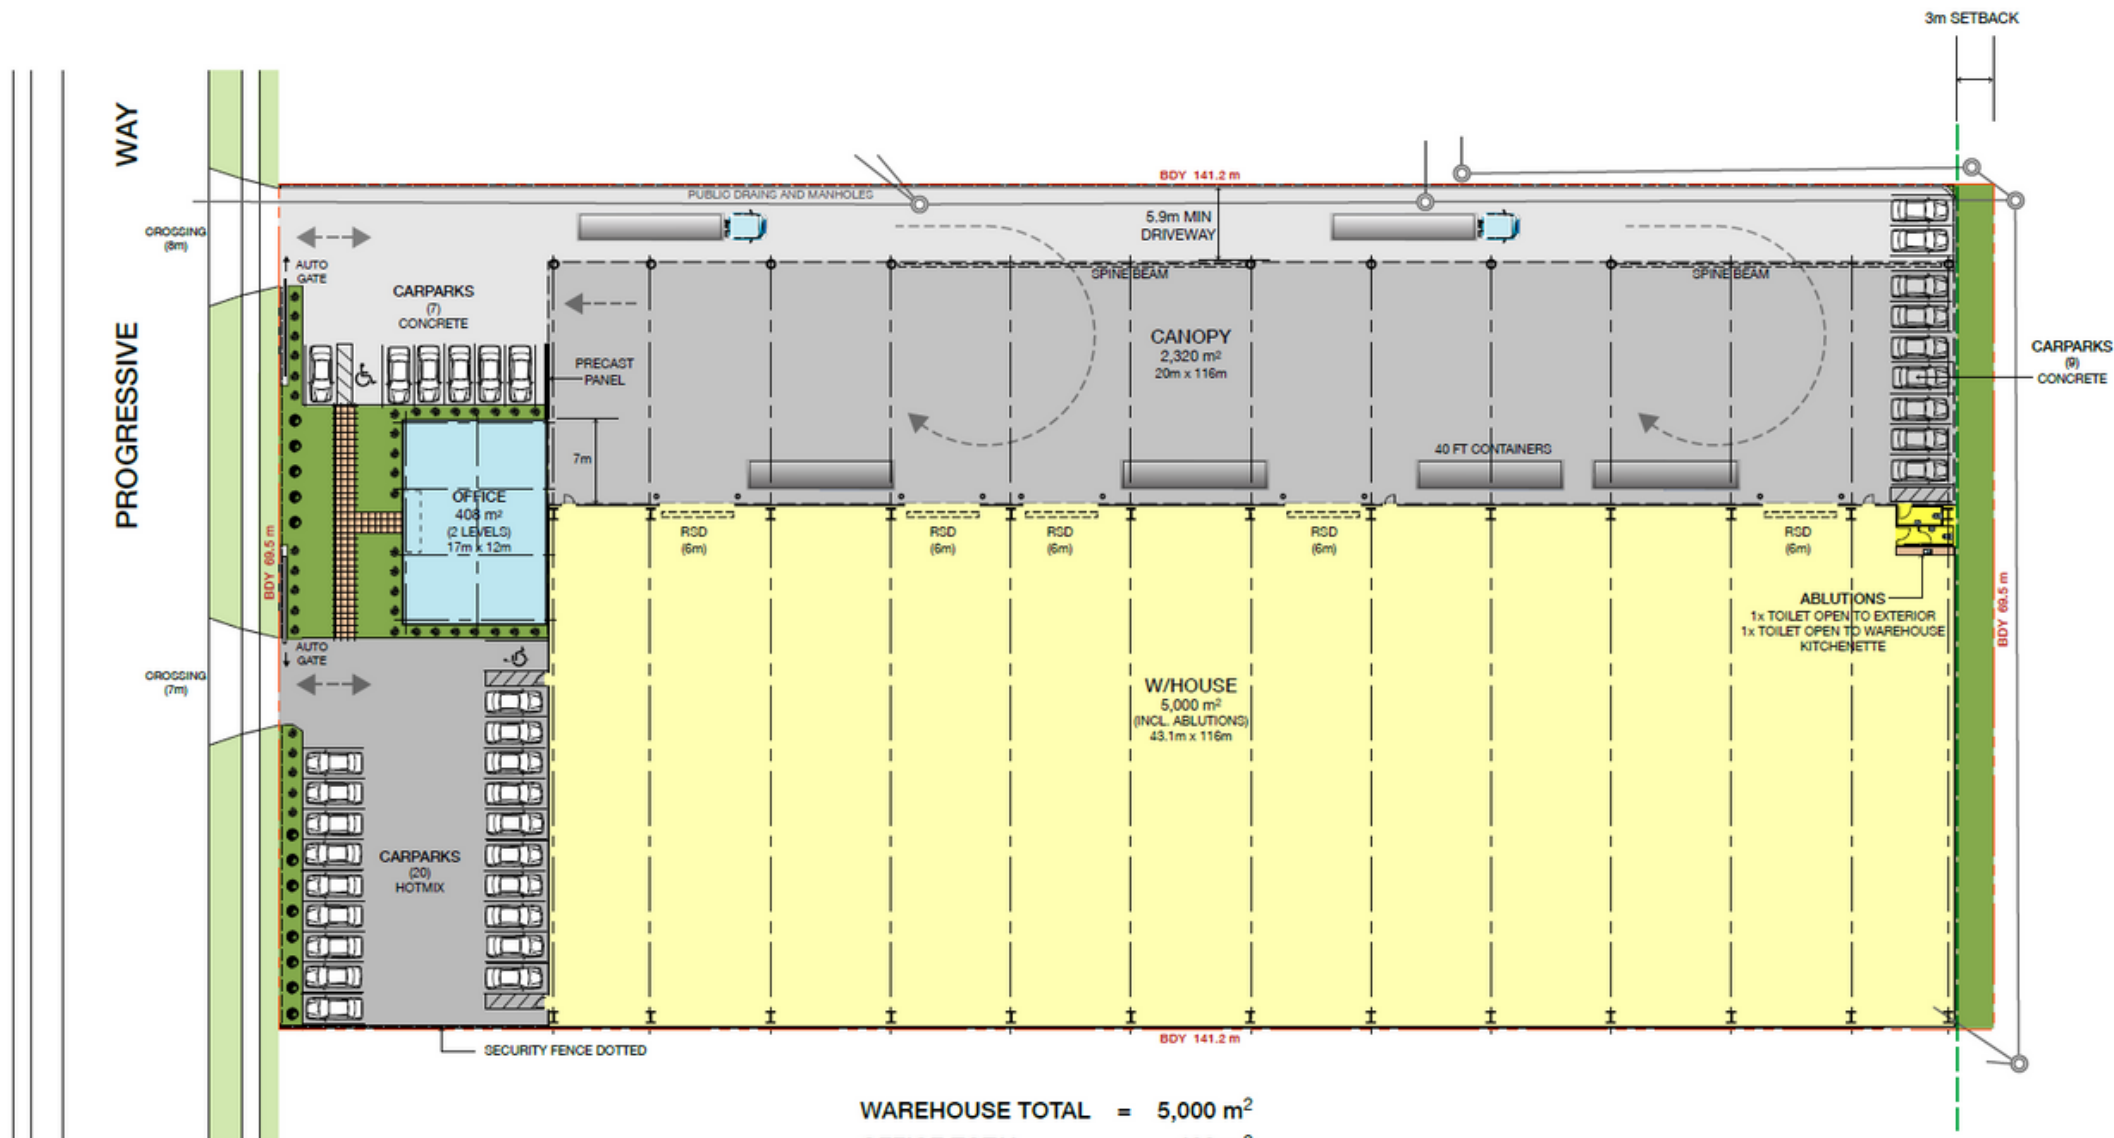 3m SETBACK
WAY
PROGRESSIVE
BDY 141.2 m
PUBLIC DRAINS AND MANHOLES
CROSSING
(8m)
5.9m MIN
DRIVEWAY
AUTO
GATE
SPINE BEAM
SPINE BEAM
CARPARKS
(7)
CONCRETE
CANOPY
2,320 m²
20m x 116m
PRECAST
PANEL
CARPARKS
(9)
CONCRETE
7m
40 FT CONTAINERS
OFFICE
408 m²
(2 LEVELS)
17m x 12m
RSD
(6m)
RSD
(6m)
RSD
(6m)
RSD
(6m)
RSD
(6m)
BDY 69.5 m
BDY 69.5 m
ABLUTIONS
1x TOILET OPEN TO EXTERIOR
1x TOILET OPEN TO WAREHOUSE
KITCHENETTE
AUTO
GATE
CROSSING
(7m)
W/HOUSE
5,000 m²
(INCL. ABLUTIONS)
43.1m x 116m
CARPARKS
(20)
HOTMIX
SECURITY FENCE DOTTED
BDY 141.2 m
WAREHOUSE TOTAL = 5,000 m²